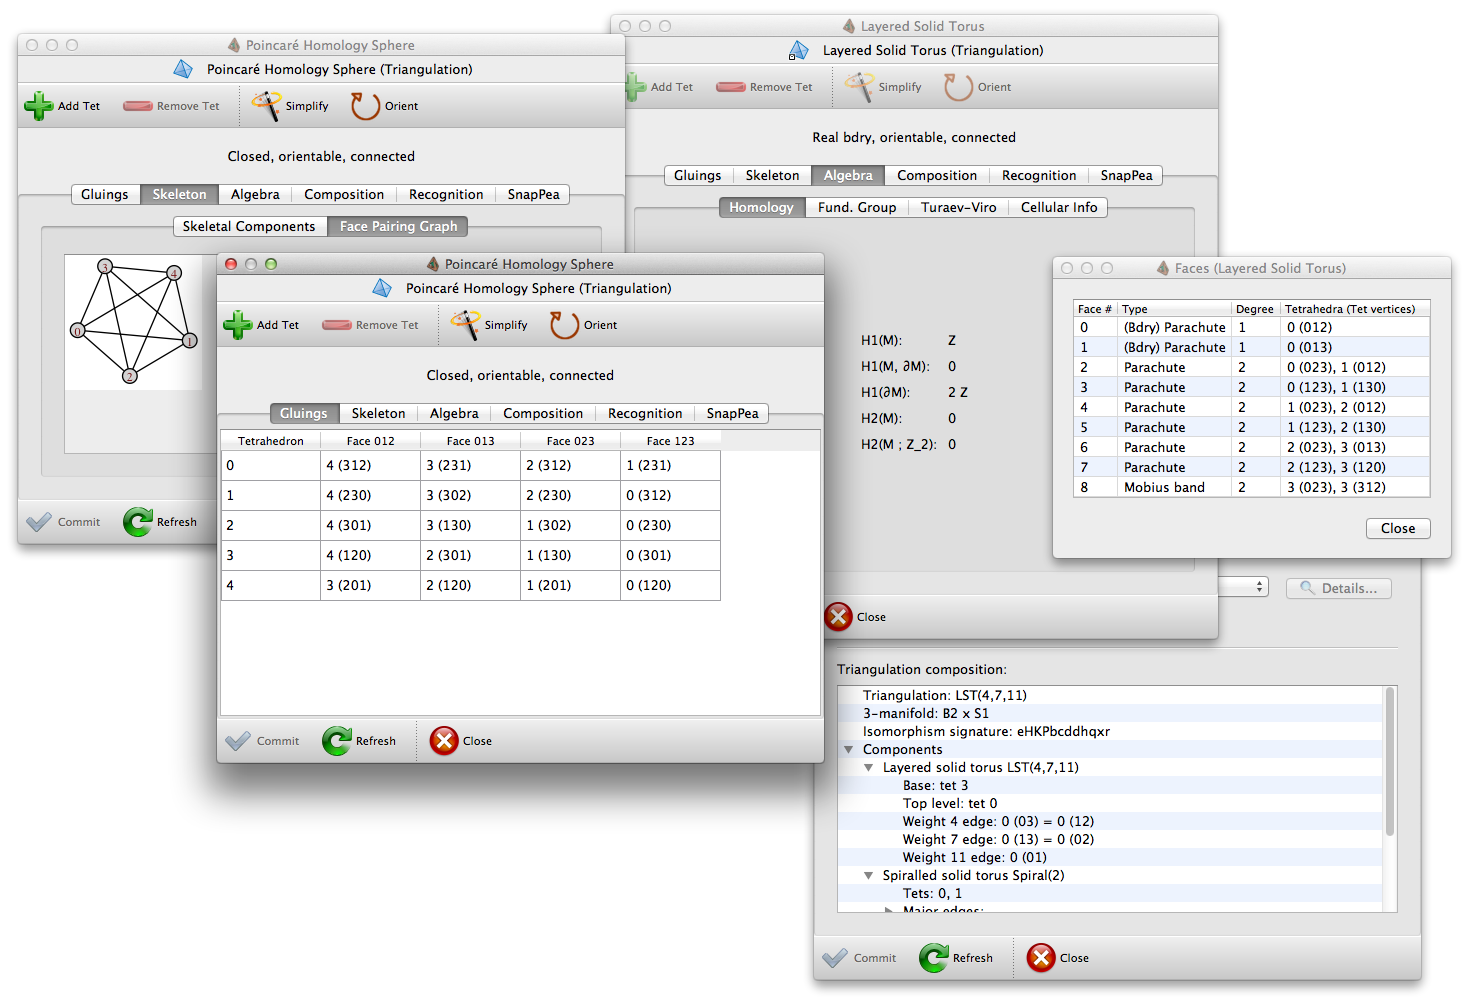 Poincaré Homology Sphere
Poincaré Homology Sphere (Triangulation)
Add Tet Remove Tet Simplify Orient
Closed, orientable, connected
Gluings Skeleton Algebra Composition Recognition SnapPea
Skeletal Components Face Pairing Graph
3
4
0
1
2
Commit Refresh
Layered Solid Torus
Layered Solid Torus (Triangulation)
Add Tet Remove Tet Simplify Orient
Real bdry, orientable, connected
Gluings Skeleton Algebra Composition Recognition SnapPea
Homology Fund. Group Turaev-Viro Cellular Info
H1(M): Z
H1(M, ∂M): 0
H1(∂M): 2 Z
H2(M): 0
H2(M ; Z_2): 0
Close
Poincaré Homology Sphere
Poincaré Homology Sphere (Triangulation)
Add Tet Remove Tet Simplify Orient
Closed, orientable, connected
Gluings Skeleton Algebra Composition Recognition SnapPea
Tetrahedron Face 012 Face 013 Face 023 Face 123
0 4 (312) 3 (231) 2 (312) 1 (231)
1 4 (230) 3 (302) 2 (230) 0 (312)
2 4 (301) 3 (130) 1 (302) 0 (230)
3 4 (120) 2 (301) 1 (130) 0 (301)
4 3 (201) 2 (120) 1 (201) 0 (120)
Commit Refresh Close
Faces (Layered Solid Torus)
Face # Type Degree Tetrahedra (Tet vertices)
0 (Bdry) Parachute 1 0 (012)
1 (Bdry) Parachute 1 0 (013)
2 Parachute 2 0 (023), 1 (012)
3 Parachute 2 0 (123), 1 (130)
4 Parachute 2 1 (023), 2 (012)
5 Parachute 2 1 (123), 2 (130)
6 Parachute 2 2 (023), 3 (013)
7 Parachute 2 2 (123), 3 (120)
8 Mobius band 2 3 (023), 3 (312)
Close
Details...
Triangulation composition:
Triangulation: LST(4,7,11)
3-manifold: B2 x S1
Isomorphism signature: eHKPbcddhqxr
Components
Layered solid torus LST(4,7,11)
Base: tet 3
Top level: tet 0
Weight 4 edge: 0 (03) = 0 (12)
Weight 7 edge: 0 (13) = 0 (02)
Weight 11 edge: 0 (01)
Spiralled solid torus Spiral(2)
Tets: 0, 1
Major edges:
Commit Refresh Close